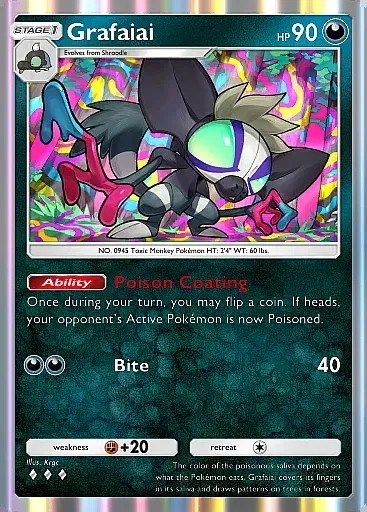 STAGE 1
Grafaiai
HP 90
Evolves from Shroodle
NO. 0945 Toxic Monkey Pokémon HT: 2'4" WT: 60 lbs.
Ability Poison Coating
Once during your turn, you may flip a coin. If heads,
your opponent's Active Pokémon is now Poisoned.
Bite 40
weakness +20 retreat
Illus. Krgc
The color of the poisonous saliva depends on
what the Pokémon eats. Grafaiai covers its fingers
in its saliva and draws patterns on trees in forests.